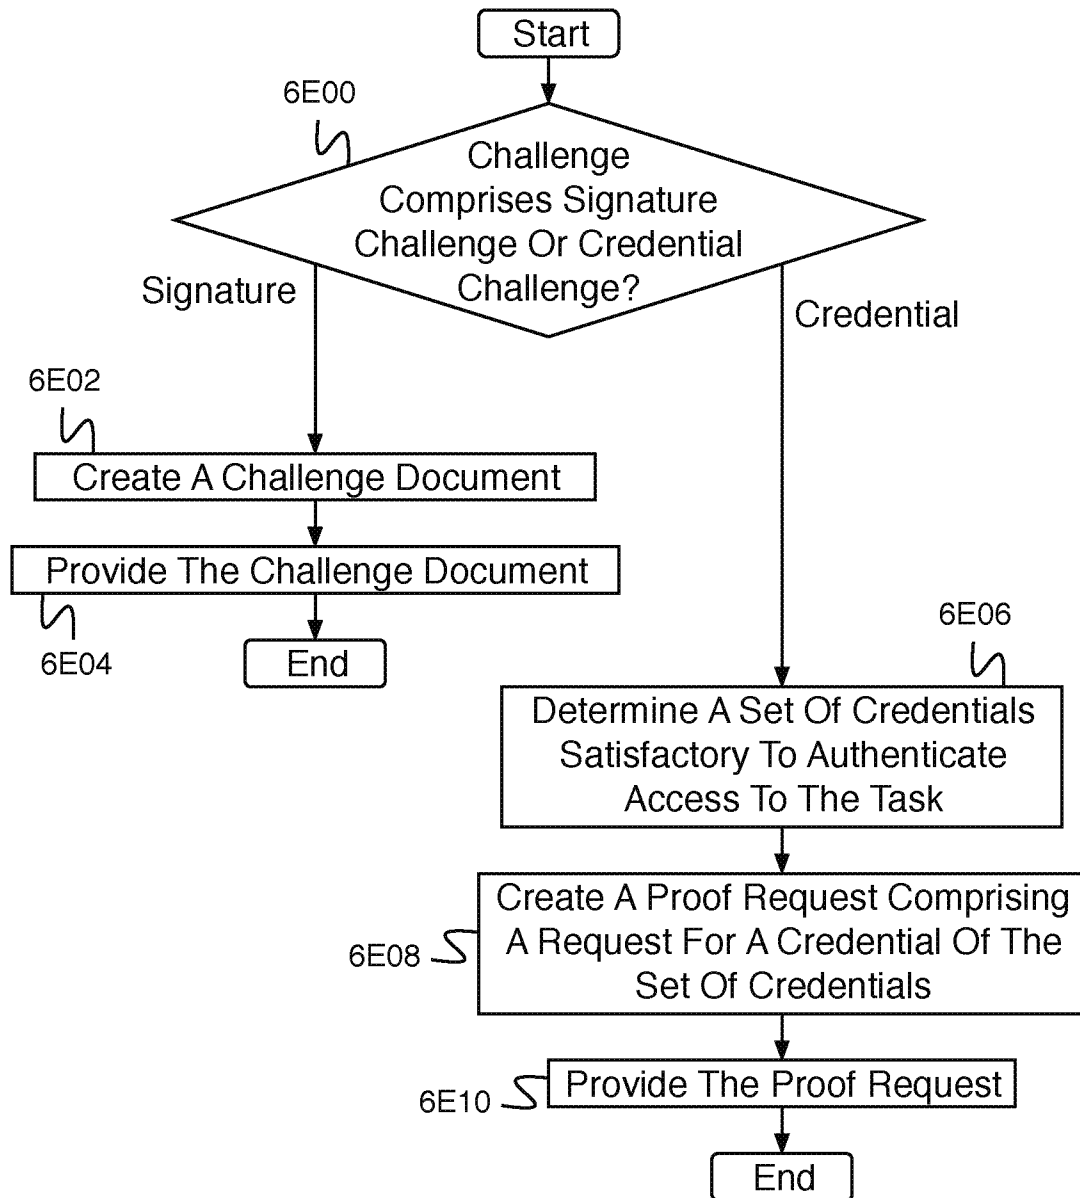 Start
6E00
Challenge
Comprises Signature
Challenge Or Credential
Challenge?
Signature
Credential
6E02
Create A Challenge Document
Provide The Challenge Document
6E04
End
6E06
Determine A Set Of Credentials
Satisfactory To Authenticate
Access To The Task
Create A Proof Request Comprising
A Request For A Credential Of The
Set Of Credentials
6E08
Provide The Proof Request
6E10
End